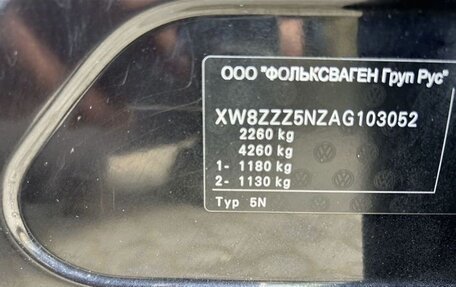 ООО "ФОЛЬКСВАГЕН Груп Рус"
XW8ZZZ5NZAG103052
2260 kg
4260 kg
1- 1180 kg
2- 1130 kg
Typ 5N